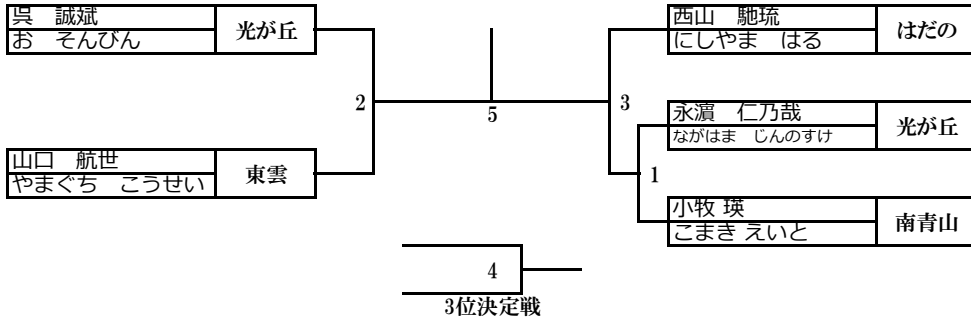 呉　誠斌
お　そんびん
光が丘
山口　航世
やまぐち　こうせい
東雲
2
5
西山　馳琉
にしやま　はる
はだの
永濵　仁乃哉
ながはま　じんのすけ
光が丘
小牧 瑛
こまき えいと
南青山
3
1
4
3位決定戦